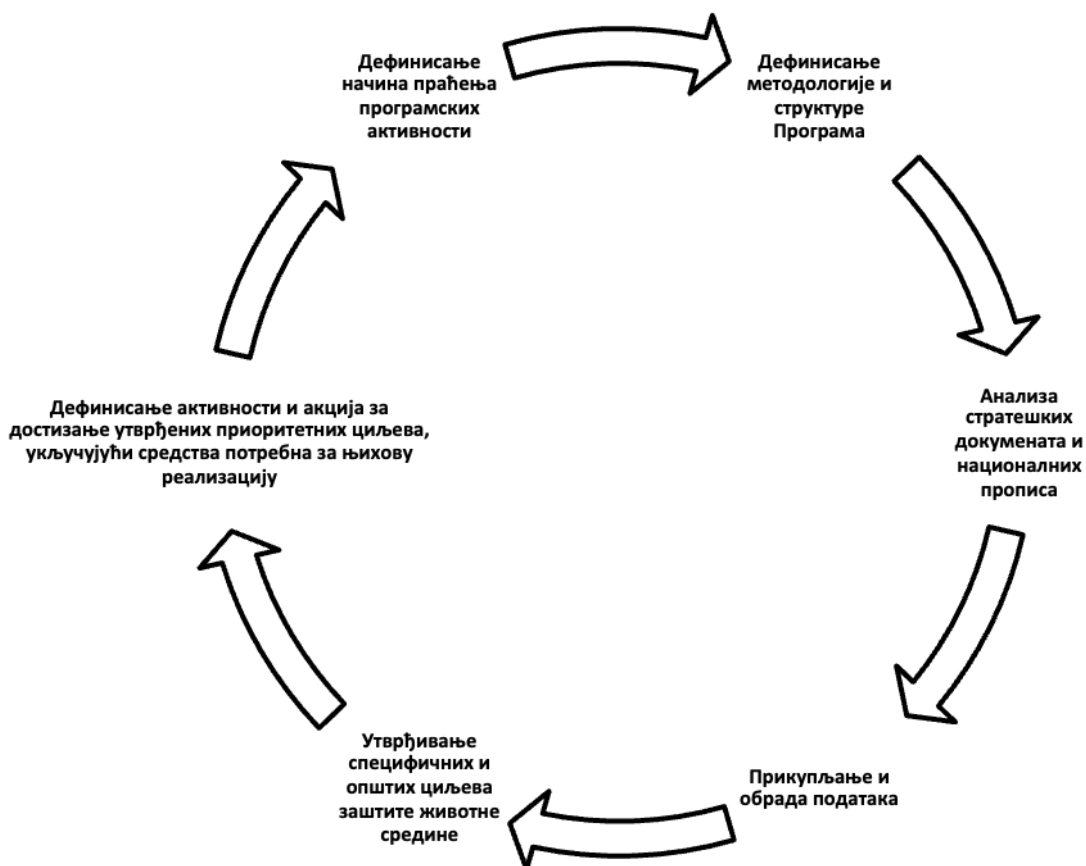 Дефинисање
начина праћења
програмских
активности
Дефинисање
методологије и
структуре
Програма
Анализа
стратешких
докумената и
националних
прописа
Прикупљање и
обрада података
Утврђивање
специфичних и
општих циљева
заштите животне
средине
Дефинисање активности и акција за
достизање утврђених приоритетних циљева,
укључујући средства потребна за њихову
реализацију